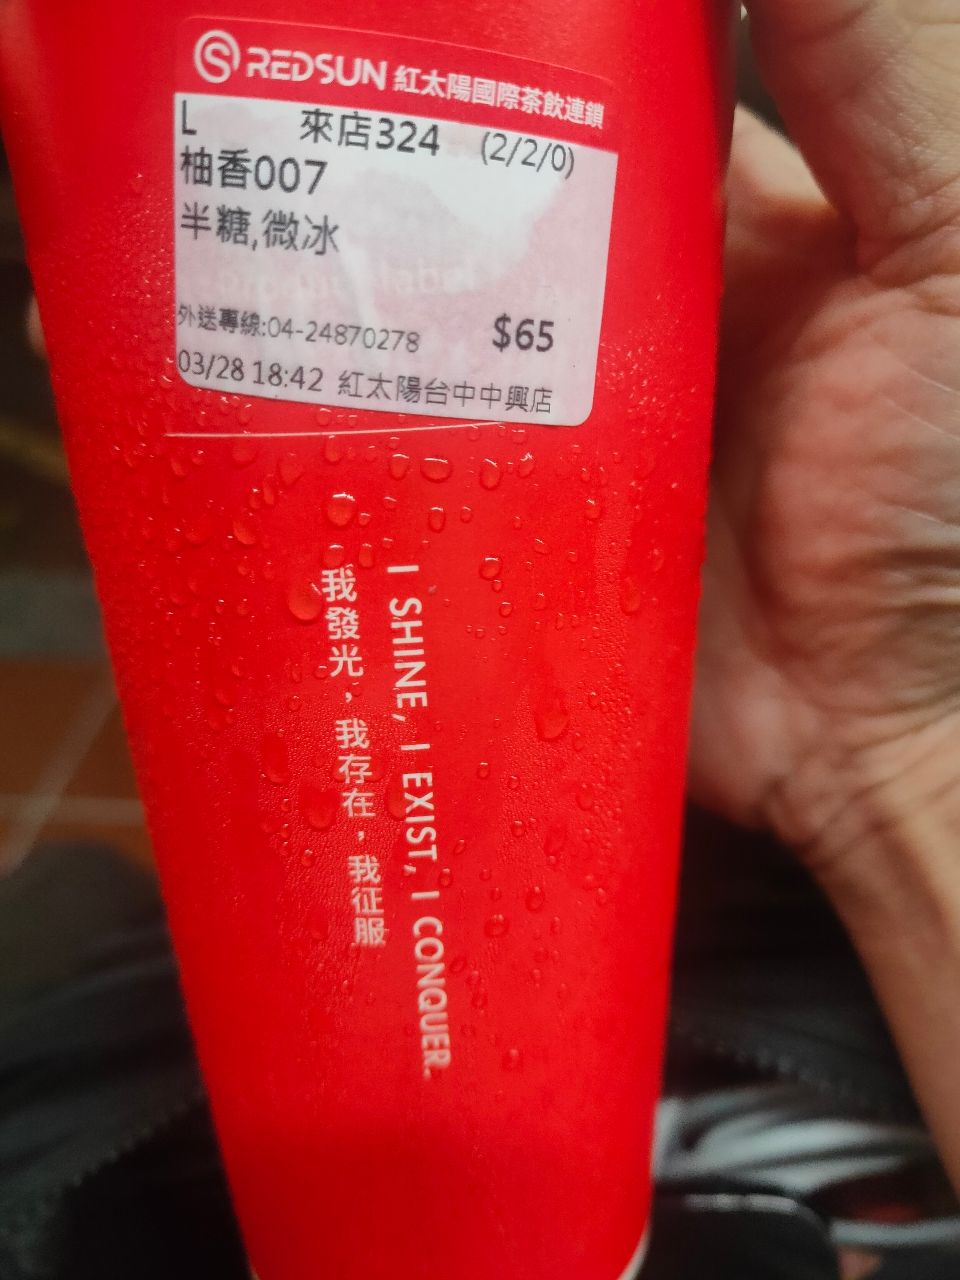 REDSUN 紅太陽國際茶飲連鎖
L 來店324 (2/2/0)
柚香007
半糖,微冰
外送專線:04-24870278 $65
03/28 18:42 紅太陽台中中興店
I SHINE, I EXIST, I CONQUER.
我發光，我存在，我征服